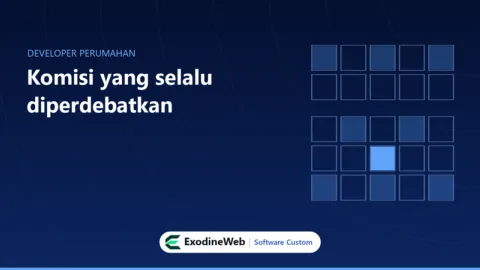 DEVELOPER PERUMAHAN
Komisi yang selalu
diperdebatkan
ExodineWeb | Software Custom